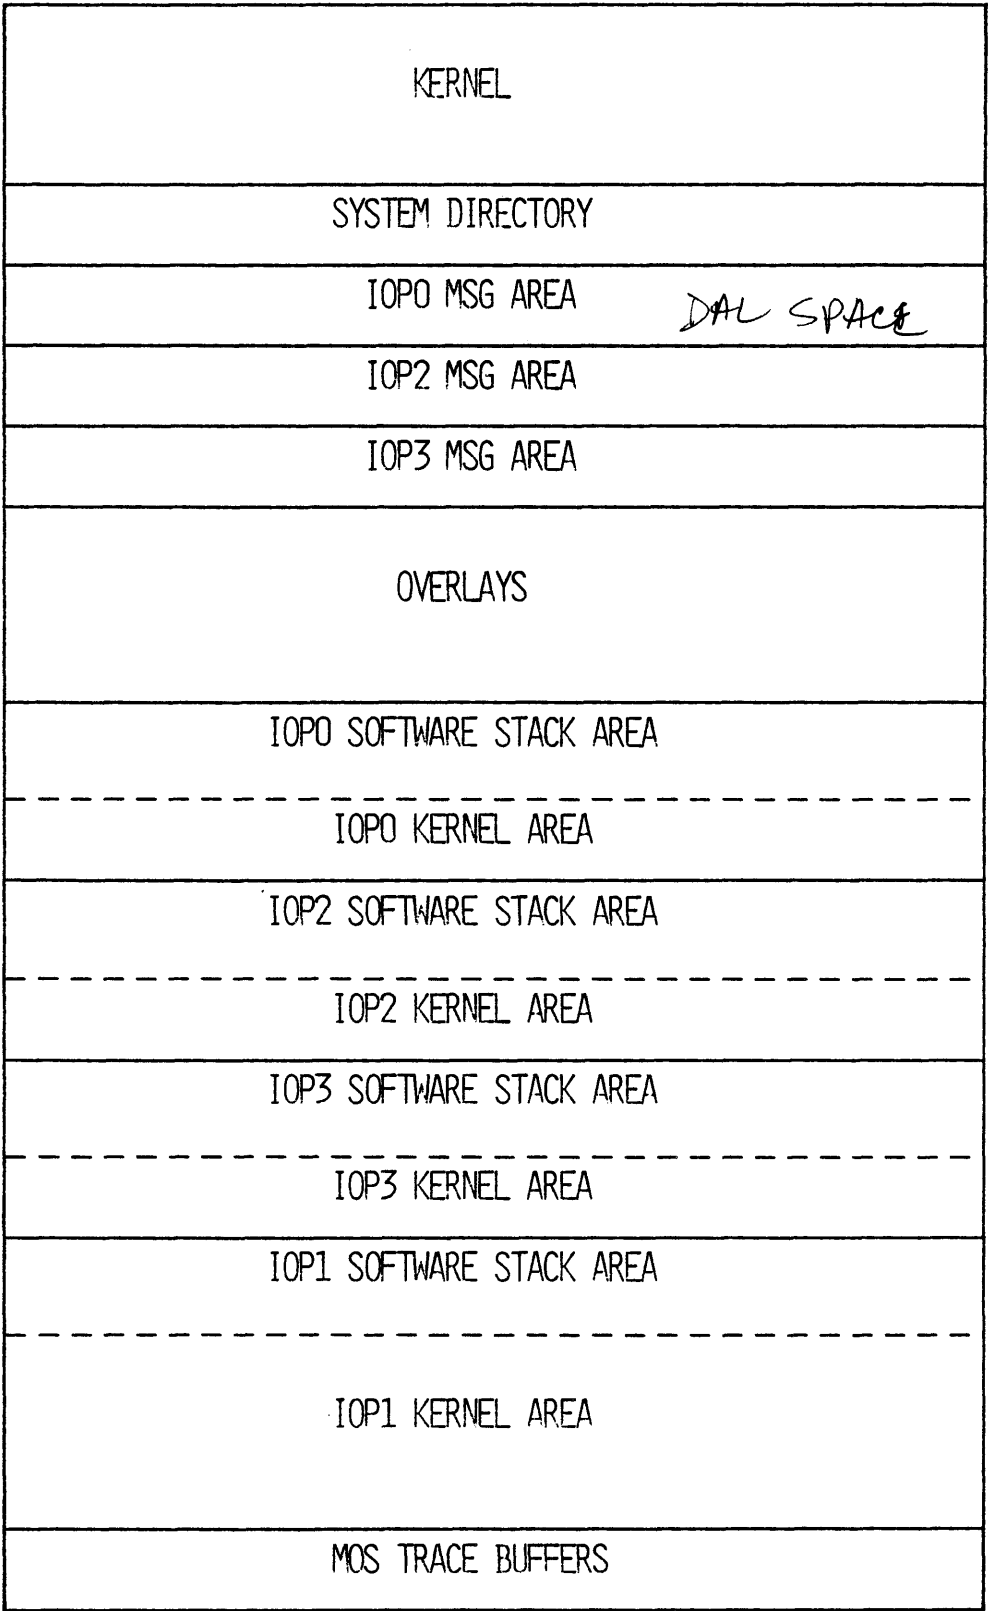 KERNEL
SYSTEM DIRECTORY
IOP0 MSG AREA
DAL SPACE
IOP2 MSG AREA
IOP3 MSG AREA
OVERLAYS
IOP0 SOFTWARE STACK AREA
IOP0 KERNEL AREA
IOP2 SOFTWARE STACK AREA
IOP2 KERNEL AREA
IOP3 SOFTWARE STACK AREA
IOP3 KERNEL AREA
IOP1 SOFTWARE STACK AREA
IOP1 KERNEL AREA
MOS TRACE BUFFERS